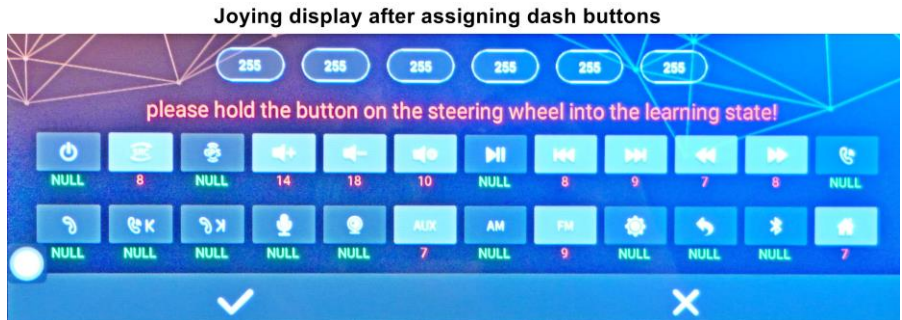 Joying display after assigning dash buttons
255 255 255 255 255 255
please hold the button on the steering wheel into the learning state!
NULL 8 NULL 14 18 10 NULL 8 9 7 8 NULL
K K AUX AM FM
NULL NULL NULL NULL NULL 7 NULL 9 NULL NULL NULL 7